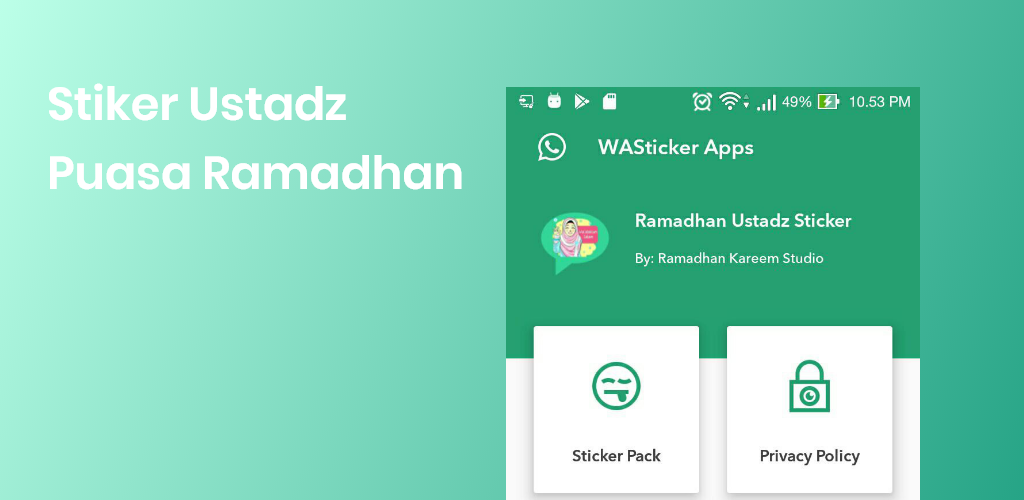 Stiker Ustadz
Puasa Ramadhan
49% 10.53 PM
WASticker Apps
Ramadhan Ustadz Sticker
By: Ramadhan Kareem Studio
Sticker Pack
Privacy Policy